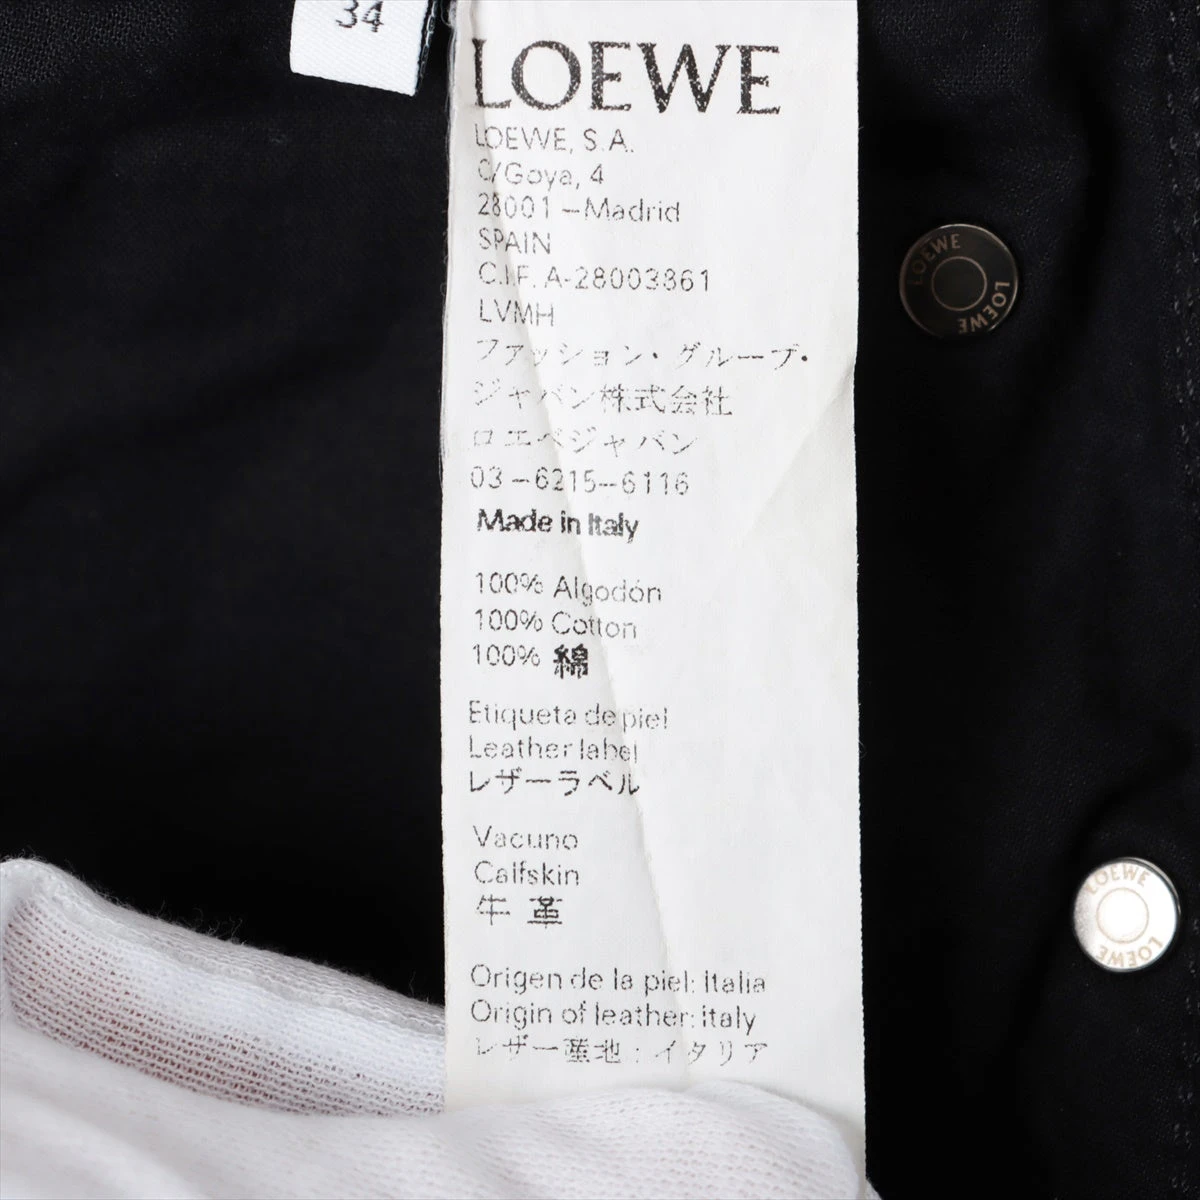 34
LOEWE
LOEWE, S.A.
C/Goya, 4
28001 –Madrid
SPAIN
C.I.F. A-28003861
LVMH
ファッション・グループ・
ジャパン株式会社
ロエベジャパン
03–6215–6116
Made in Italy
100% Algodón
100% Cotton
100% 綿
Etiqueta de piel
Leather label
レザーラベル
Vacuno
Calfskin
牛革
Origen de la piel: Italia
Origin of leather: Italy
レザー産地：イタリア
LOEWE
LOEWE
LOEWE
LOEWE
LOEWE
LOEWE